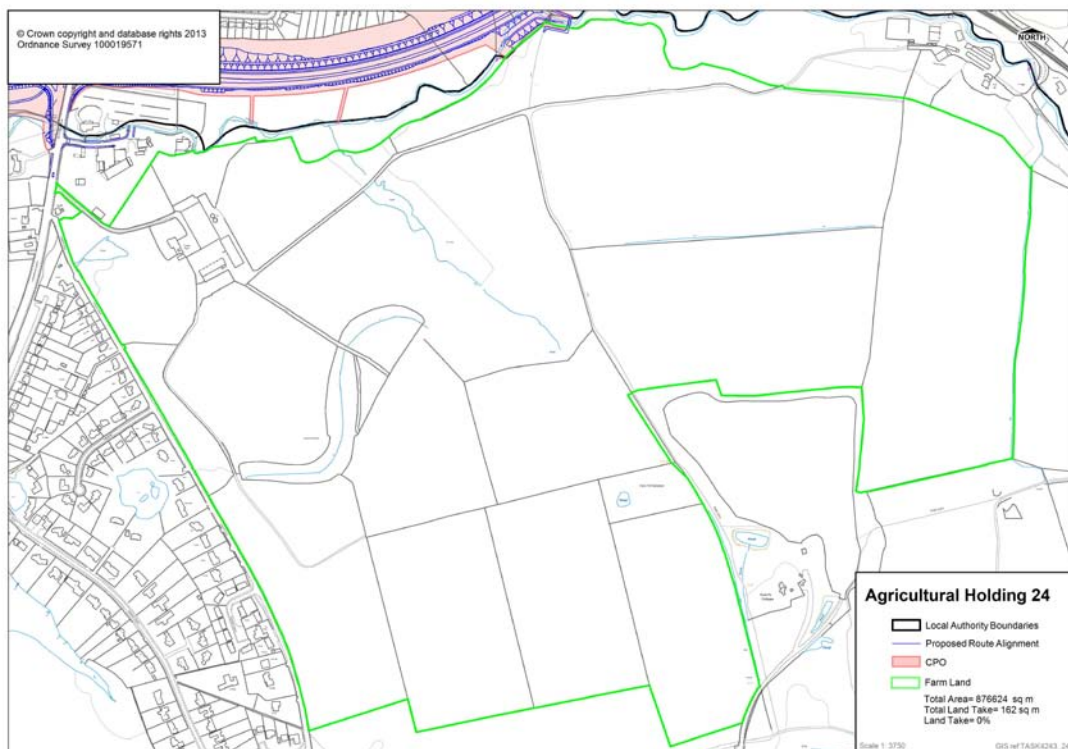 © Crown copyright and database rights 2013
Ordnance Survey 100019571
NORTH
Agricultural Holding 24
Local Authority Boundaries
Proposed Route Alignment
CPO
Farm Land
Total Area= 876624 sq m
Total Land Take= 162 sq m
Land Take= 0%
Scale 1: 3750